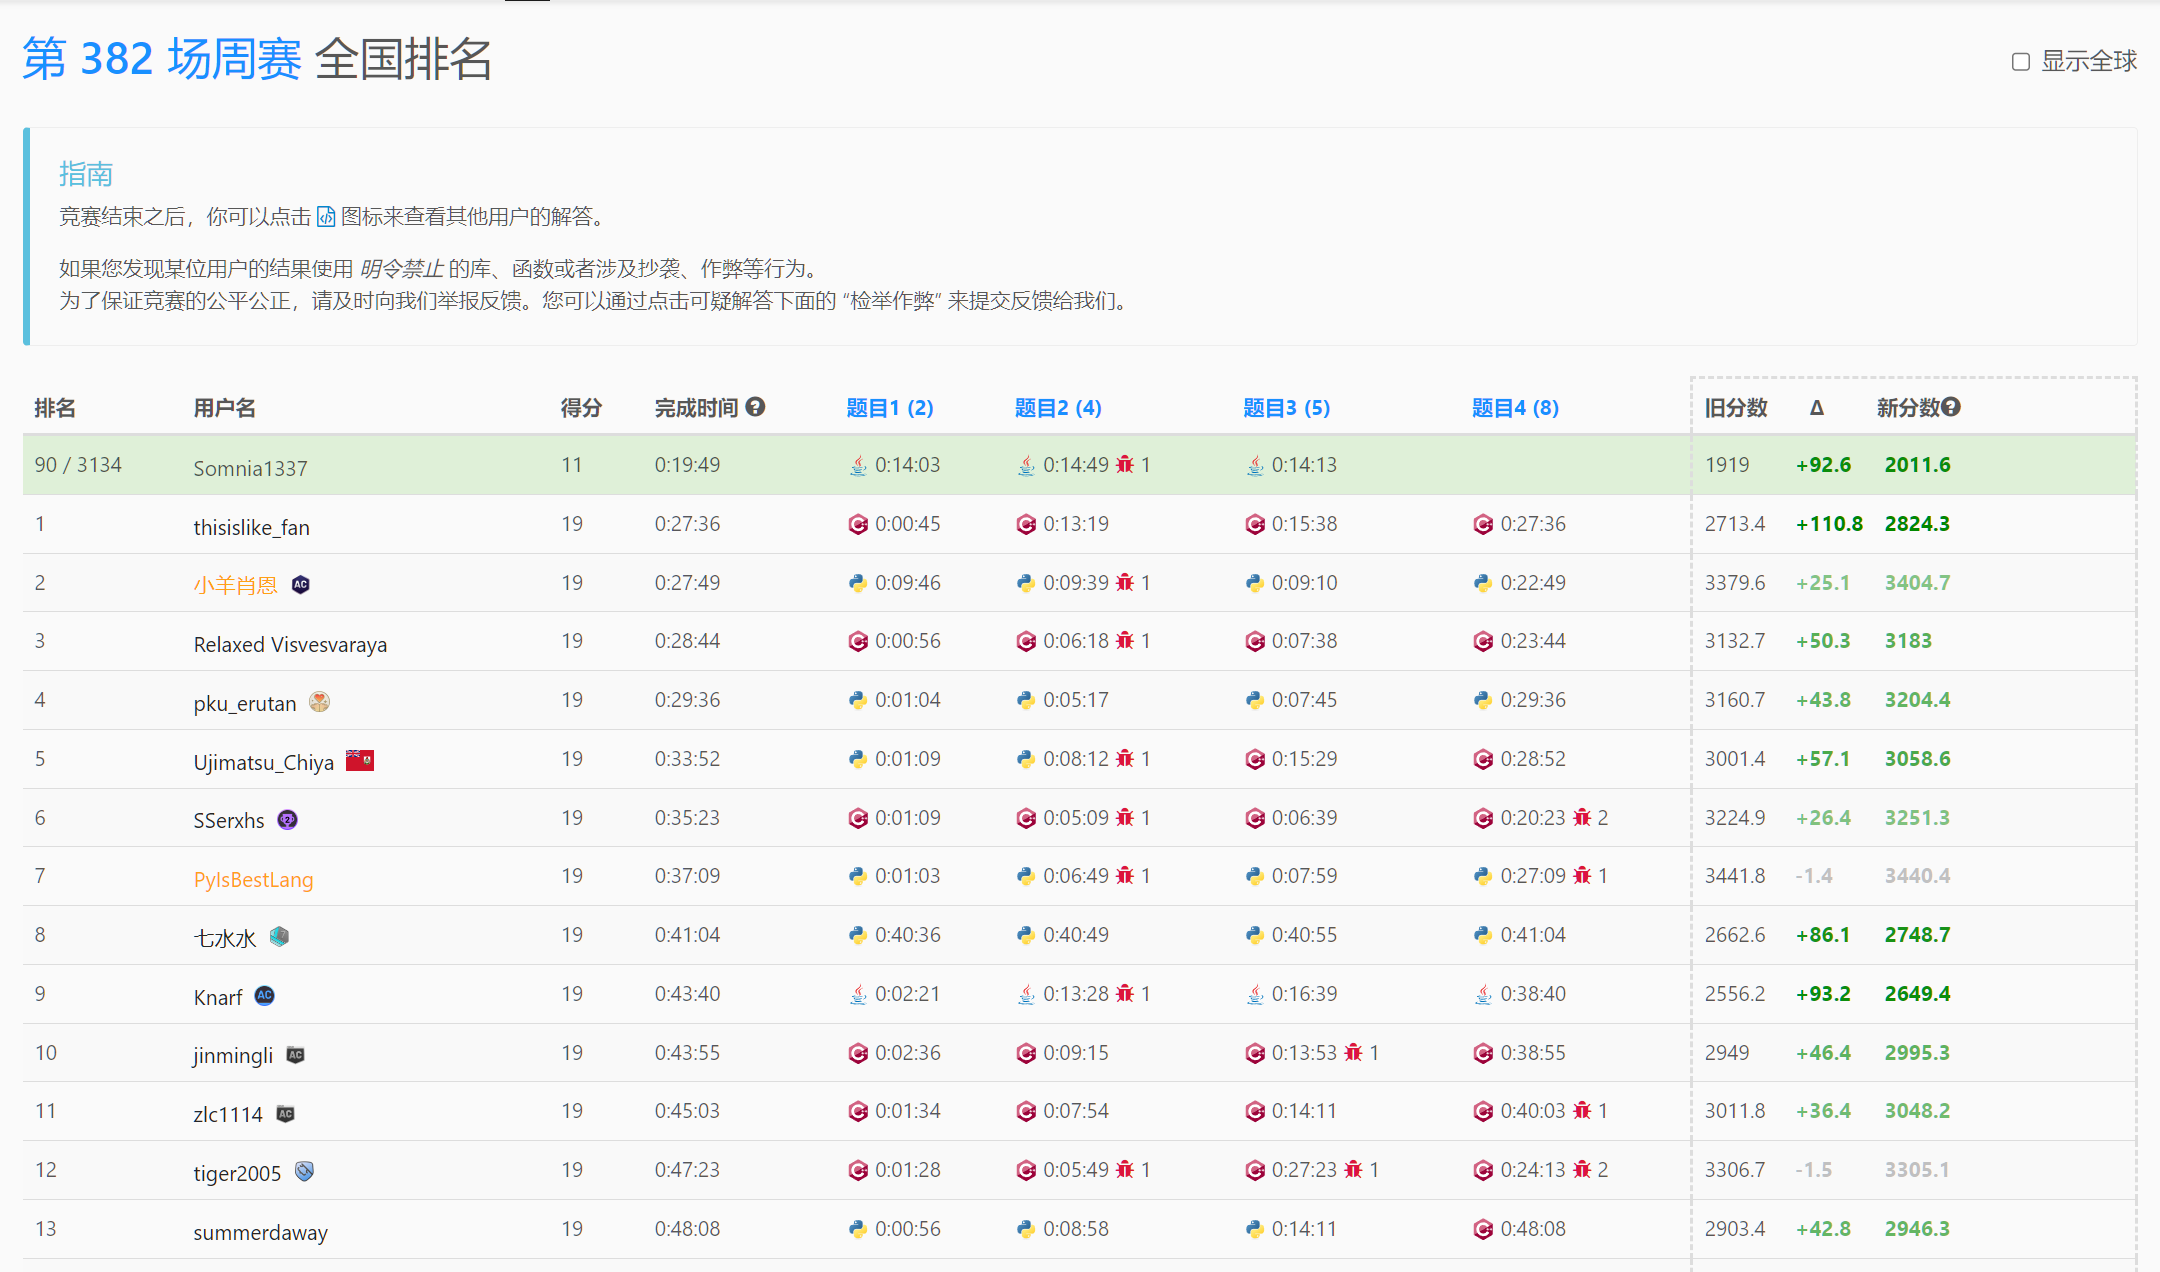 第 382 场周赛 全国排名
显示全球
指南
竞赛结束之后，你可以点击 图标来查看其他用户的解答。
如果您发现某位用户的结果使用 明令禁止 的库、函数或者涉及抄袭、作弊等行为。
为了保证竞赛的公平公正，请及时向我们举报反馈。您可以通过点击可疑解答下面的 “检举作弊” 来提交反馈给我们。
排名 用户名 得分 完成时间 题目1 (2) 题目2 (4) 题目3 (5) 题目4 (8) 旧分数 Δ 新分数
90 / 3134 Somnia1337 11 0:19:49 0:14:03 0:14:49 1 0:14:13 1919 +92.6 2011.6
1 thisislike_fan 19 0:27:36 0:00:45 0:13:19 0:15:38 0:27:36 2713.4 +110.8 2824.3
2 小羊肖恩 AC 19 0:27:49 0:09:46 0:09:39 1 0:09:10 0:22:49 3379.6 +25.1 3404.7
3 Relaxed Visvesvaraya 19 0:28:44 0:00:56 0:06:18 1 0:07:38 0:23:44 3132.7 +50.3 3183
4 pku_erutan 19 0:29:36 0:01:04 0:05:17 0:07:45 0:29:36 3160.7 +43.8 3204.4
5 Ujimatsu_Chiya 19 0:33:52 0:01:09 0:08:12 1 0:15:29 0:28:52 3001.4 +57.1 3058.6
6 SSerxhs 19 0:35:23 0:01:09 0:05:09 1 0:06:39 0:20:23 2 3224.9 +26.4 3251.3
7 PyIsBestLang 19 0:37:09 0:01:03 0:06:49 1 0:07:59 0:27:09 1 3441.8 -1.4 3440.4
8 七水水 19 0:41:04 0:40:36 0:40:49 0:40:55 0:41:04 2662.6 +86.1 2748.7
9 Knarf AC 19 0:43:40 0:02:21 0:13:28 1 0:16:39 0:38:40 2556.2 +93.2 2649.4
10 jinmingli AC 19 0:43:55 0:02:36 0:09:15 0:13:53 1 0:38:55 2949 +46.4 2995.3
11 zlc1114 AC 19 0:45:03 0:01:34 0:07:54 0:14:11 0:40:03 1 3011.8 +36.4 3048.2
12 tiger2005 19 0:47:23 0:01:28 0:05:49 1 0:27:23 1 0:24:13 2 3306.7 -1.5 3305.1
13 summerdaway 19 0:48:08 0:00:56 0:08:58 0:14:11 0:48:08 2903.4 +42.8 2946.3